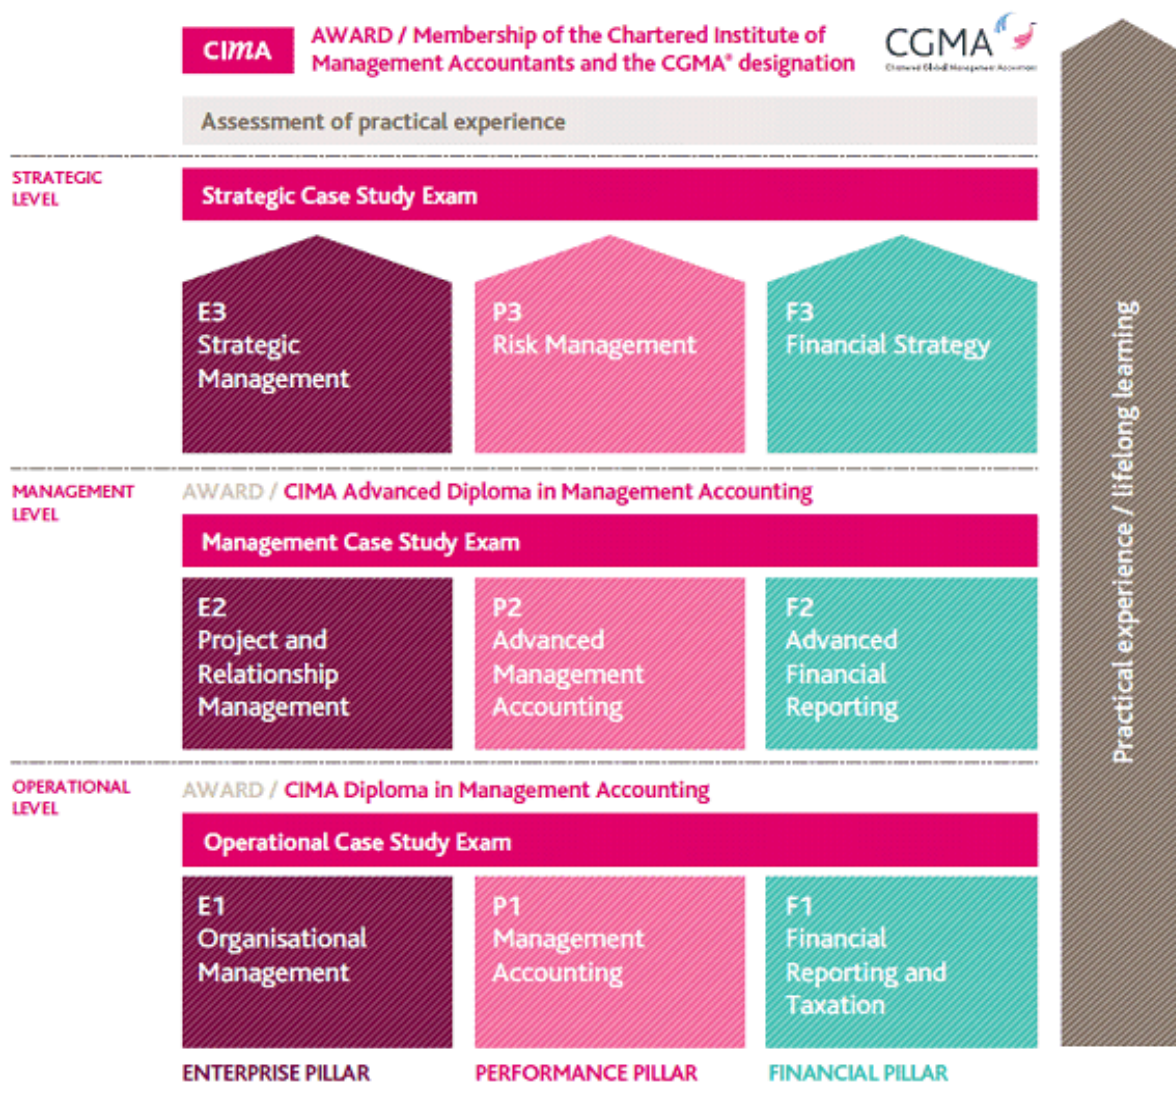 CIMA
AWARD / Membership of the Chartered Institute of
Management Accountants and the CGMA® designation
CGMA
Chartered Global Management Accountant
Assessment of practical experience
STRATEGIC
LEVEL
Strategic Case Study Exam
E3
Strategic
Management
P3
Risk Management
F3
Financial Strategy
MANAGEMENT
LEVEL
AWARD / CIMA Advanced Diploma in Management Accounting
Management Case Study Exam
E2
Project and
Relationship
Management
P2
Advanced
Management
Accounting
F2
Advanced
Financial
Reporting
OPERATIONAL
LEVEL
AWARD / CIMA Diploma in Management Accounting
Operational Case Study Exam
E1
Organisational
Management
P1
Management
Accounting
F1
Financial
Reporting and
Taxation
ENTERPRISE PILLAR
PERFORMANCE PILLAR
FINANCIAL PILLAR
Practical experience / lifelong learning